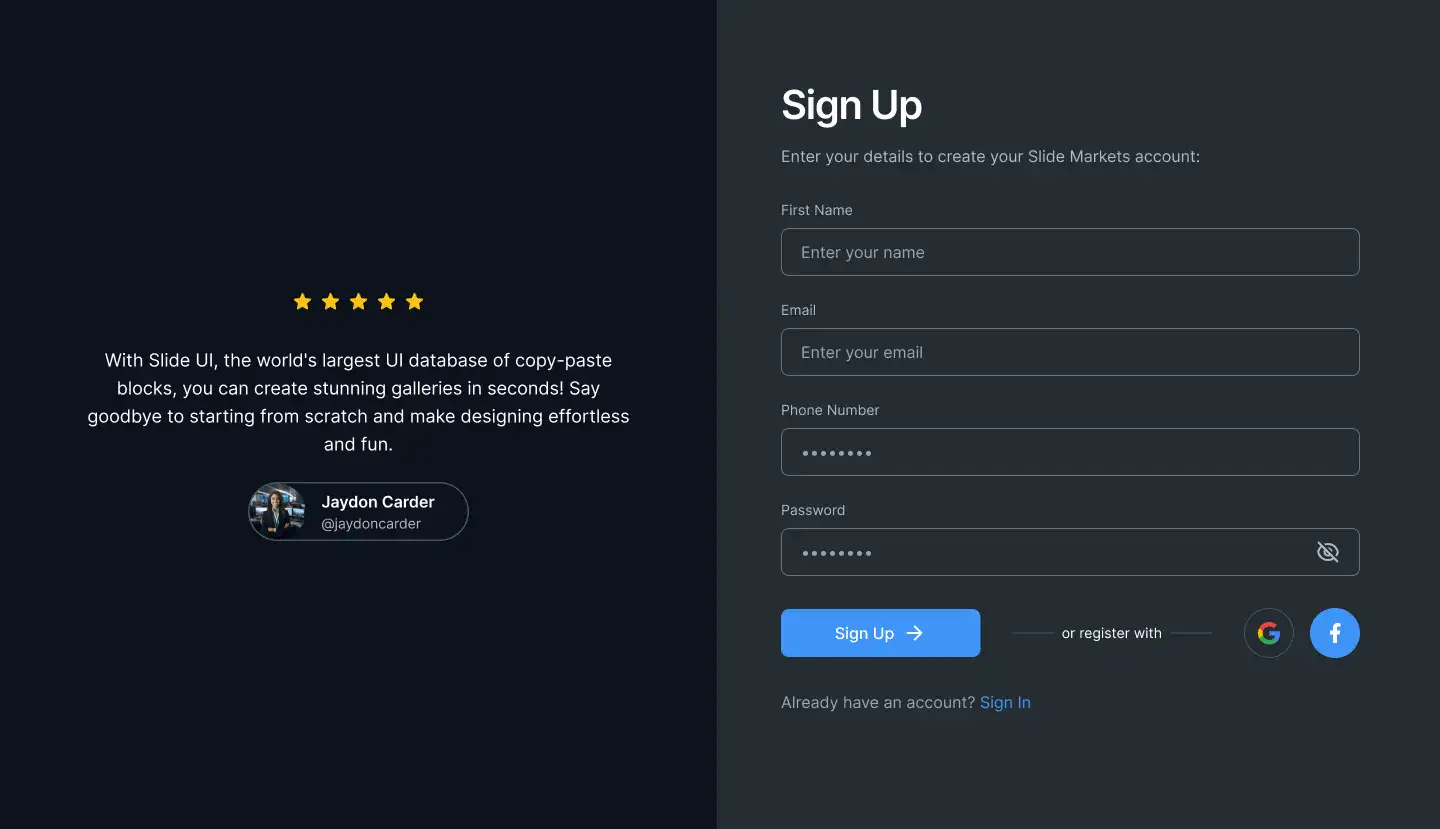 With Slide UI, the world's largest UI database of copy-paste
blocks, you can create stunning galleries in seconds! Say
goodbye to starting from scratch and make designing effortless
and fun.
Jaydon Carder
@jaydoncarder
Sign Up
Enter your details to create your Slide Markets account:
First Name
Enter your name
Email
Enter your email
Phone Number
••••••••
Password
••••••••
Sign Up →
or register with
Already have an account? Sign In